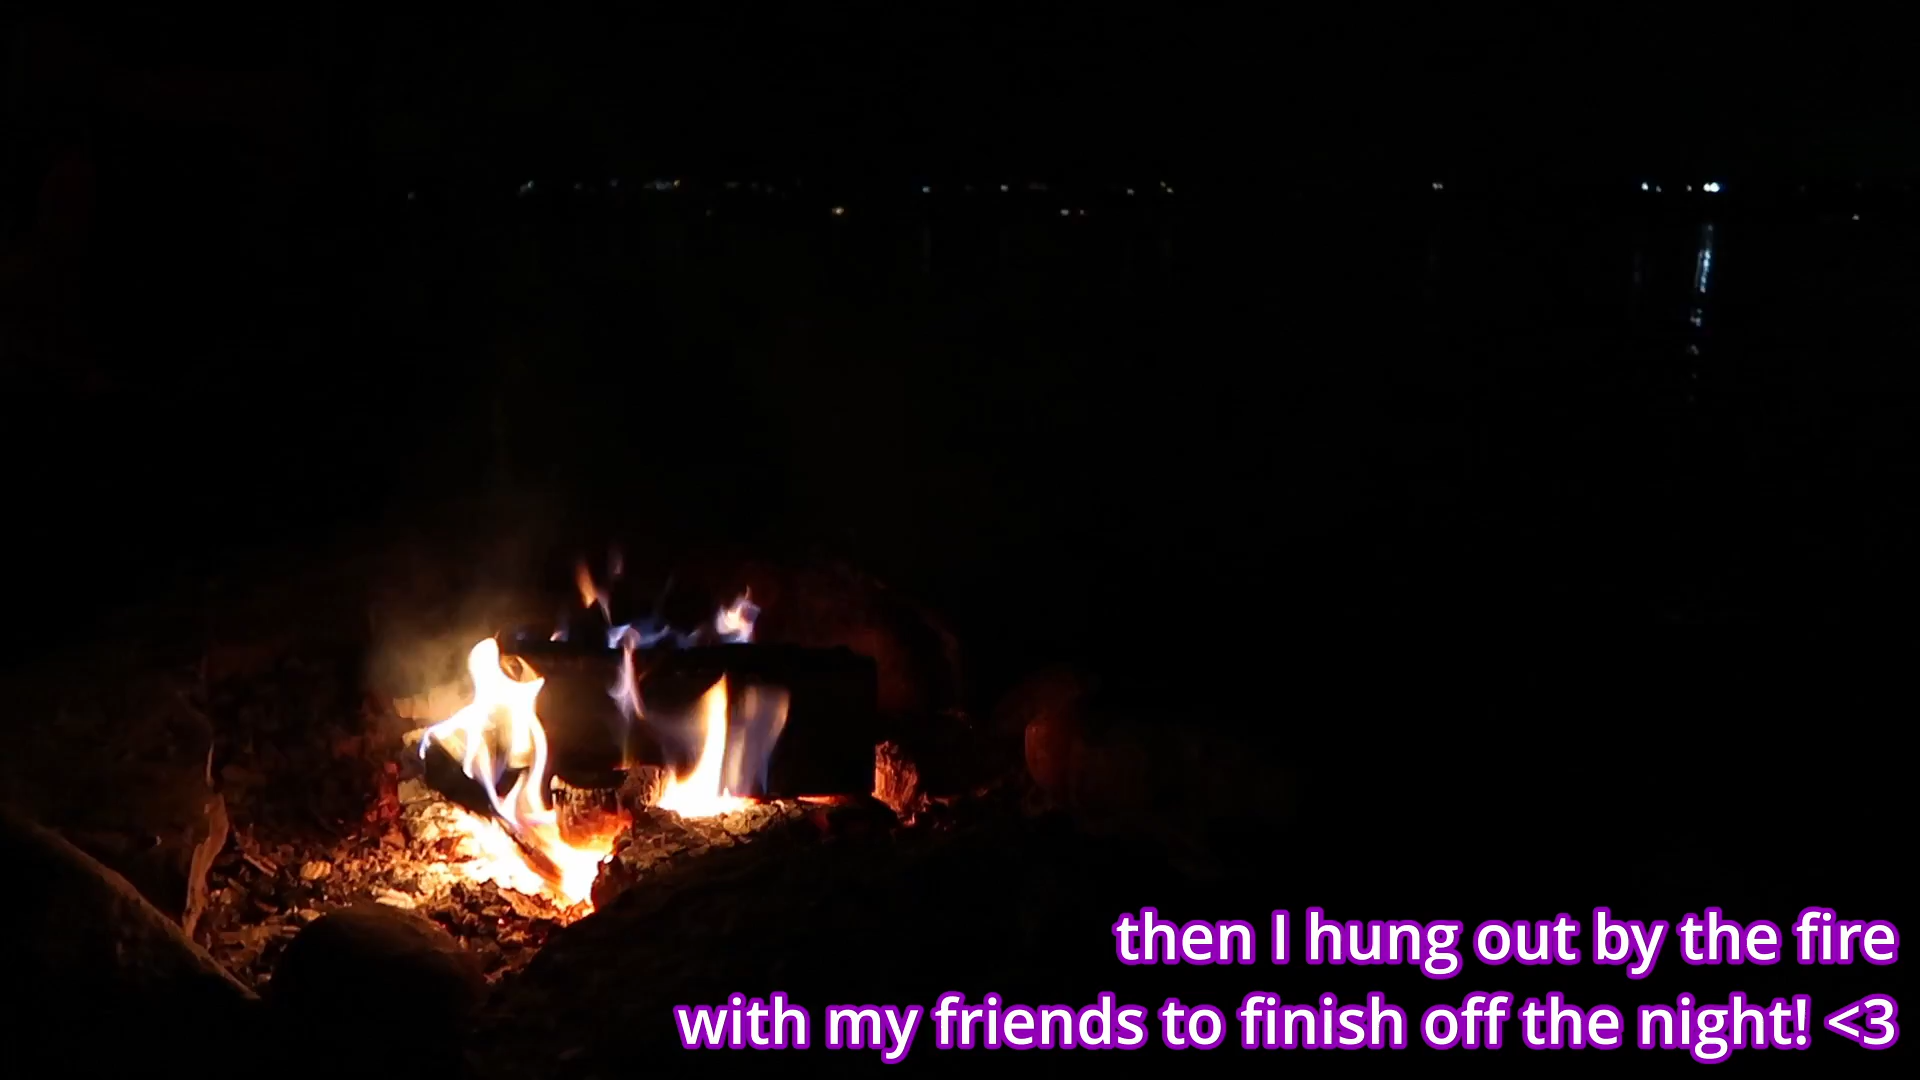 then I hung out by the fire
with my friends to finish off the night! <3